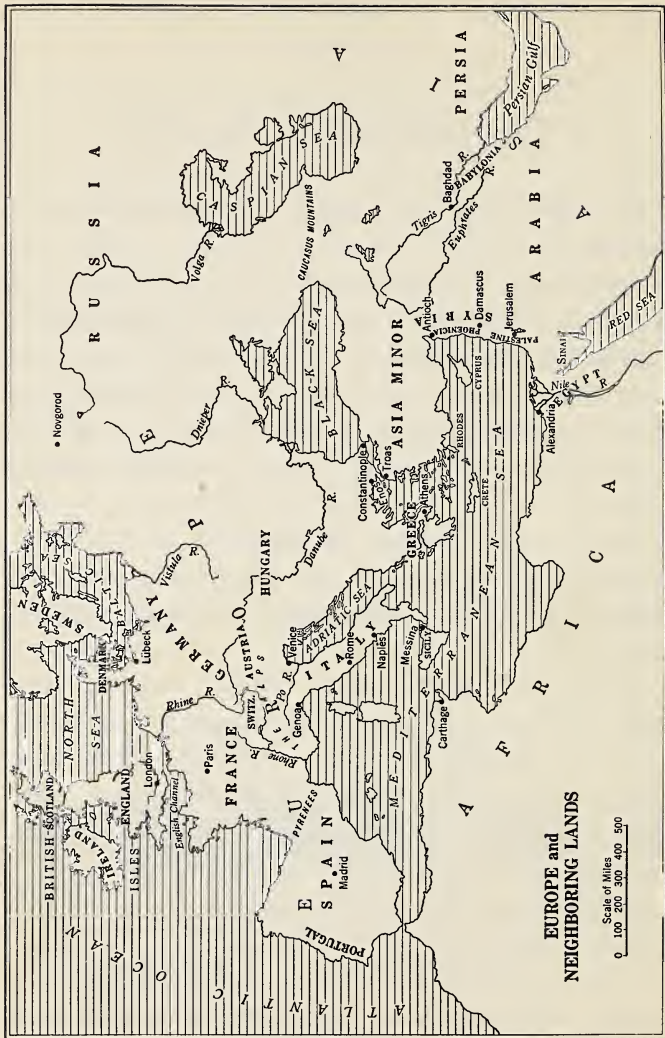 EUROPE and
NEIGHBORING LANDS
Scale of Miles
0 100 200 300 400 500
ATLANTIC OCEAN
BRITISH ISLES
SCOTLAND
IRELAND
ENGLAND
London
English Channel
NORTH
SEA
SWEDEN
DENMARK
BALTIC SEA
Lübeck
Novgorod
RUSSIA
EUROPE
Vistula R.
GERMANY
Rhine R.
Paris
FRANCE
Rhone R.
SWITZ.
AUSTRIA
THE ALPS
HUNGARY
Danube R.
Dnieper R.
Volga R.
CASPIAN SEA
CAUCASUS MOUNTAINS
BLACK SEA
PYRENEES
SPAIN
Madrid
PORTUGAL
Genoa
Po R.
Venice
ADRIATIC SEA
ITALY
Rome
Naples
Messina
SICILY
Carthage
MEDITERRANEAN SEA
GREECE
Athens
Constantinople
Enos
Troas
ASIA MINOR
RHODES
CRETE
CYPRUS
Antioch
SYRIA
PHOENICIA
Damascus
PALESTINE
Jerusalem
SINAI
RED SEA
Alexandria
Nile R.
EGYPT
AFRICA
ARABIA
Tigris R.
Euphrates R.
Baghdad
BABYLONIA
PERSIA
Persian Gulf
ASIA